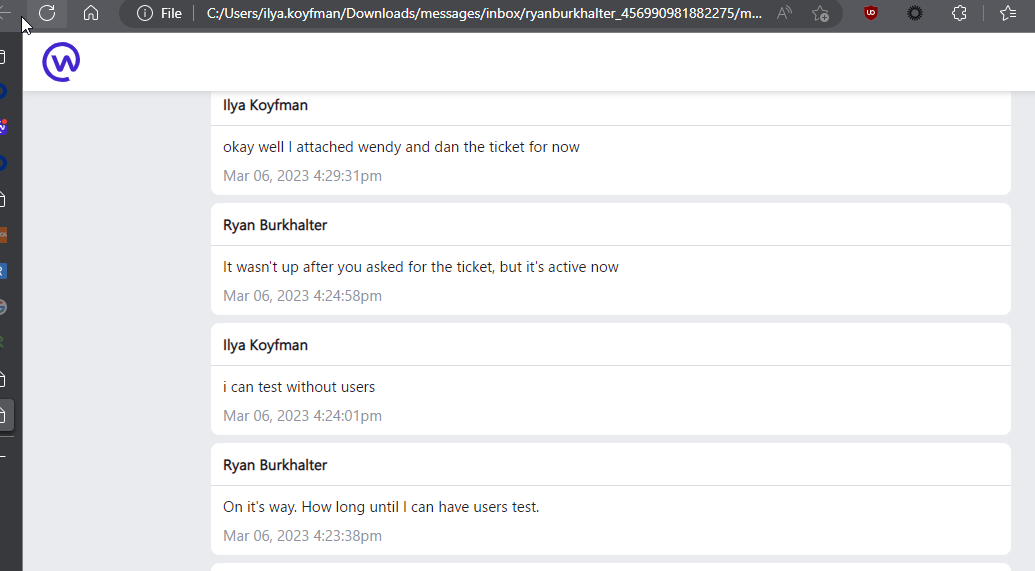 File
C:/Users/ilya.koyfman/Downloads/messages/inbox/ryanburkhalter_456990981882275/m...
Ilya Koyfman
okay well I attached wendy and dan the ticket for now
Mar 06, 2023 4:29:31pm
Ryan Burkhalter
It wasn't up after you asked for the ticket, but it's active now
Mar 06, 2023 4:24:58pm
Ilya Koyfman
i can test without users
Mar 06, 2023 4:24:01pm
Ryan Burkhalter
On it's way. How long until I can have users test.
Mar 06, 2023 4:23:38pm